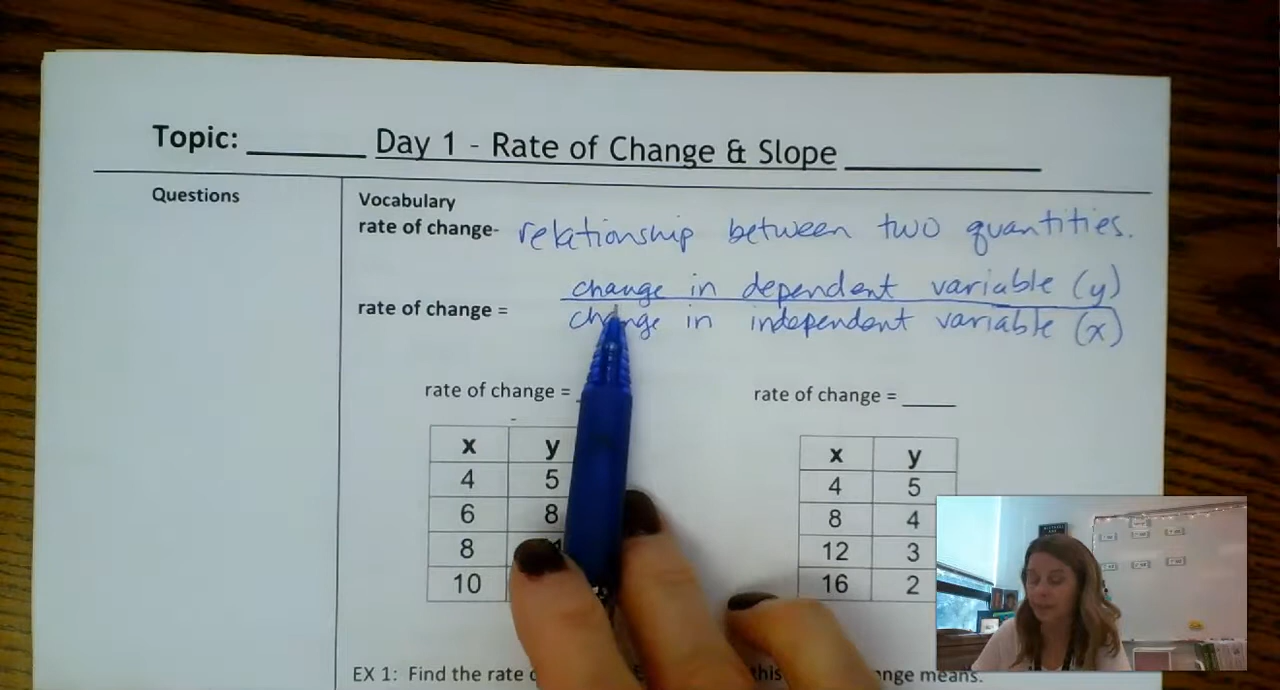 Topic: Day 1 - Rate of Change & Slope
Questions
Vocabulary
rate of change- relationship between two quantities.
rate of change = change in dependent variable (y)
change in independent variable (x)
rate of change =
x y
4 5
6 8
8
10
rate of change =
x y
4 5
8 4
12 3
16 2
EX 1: Find the rate this means.